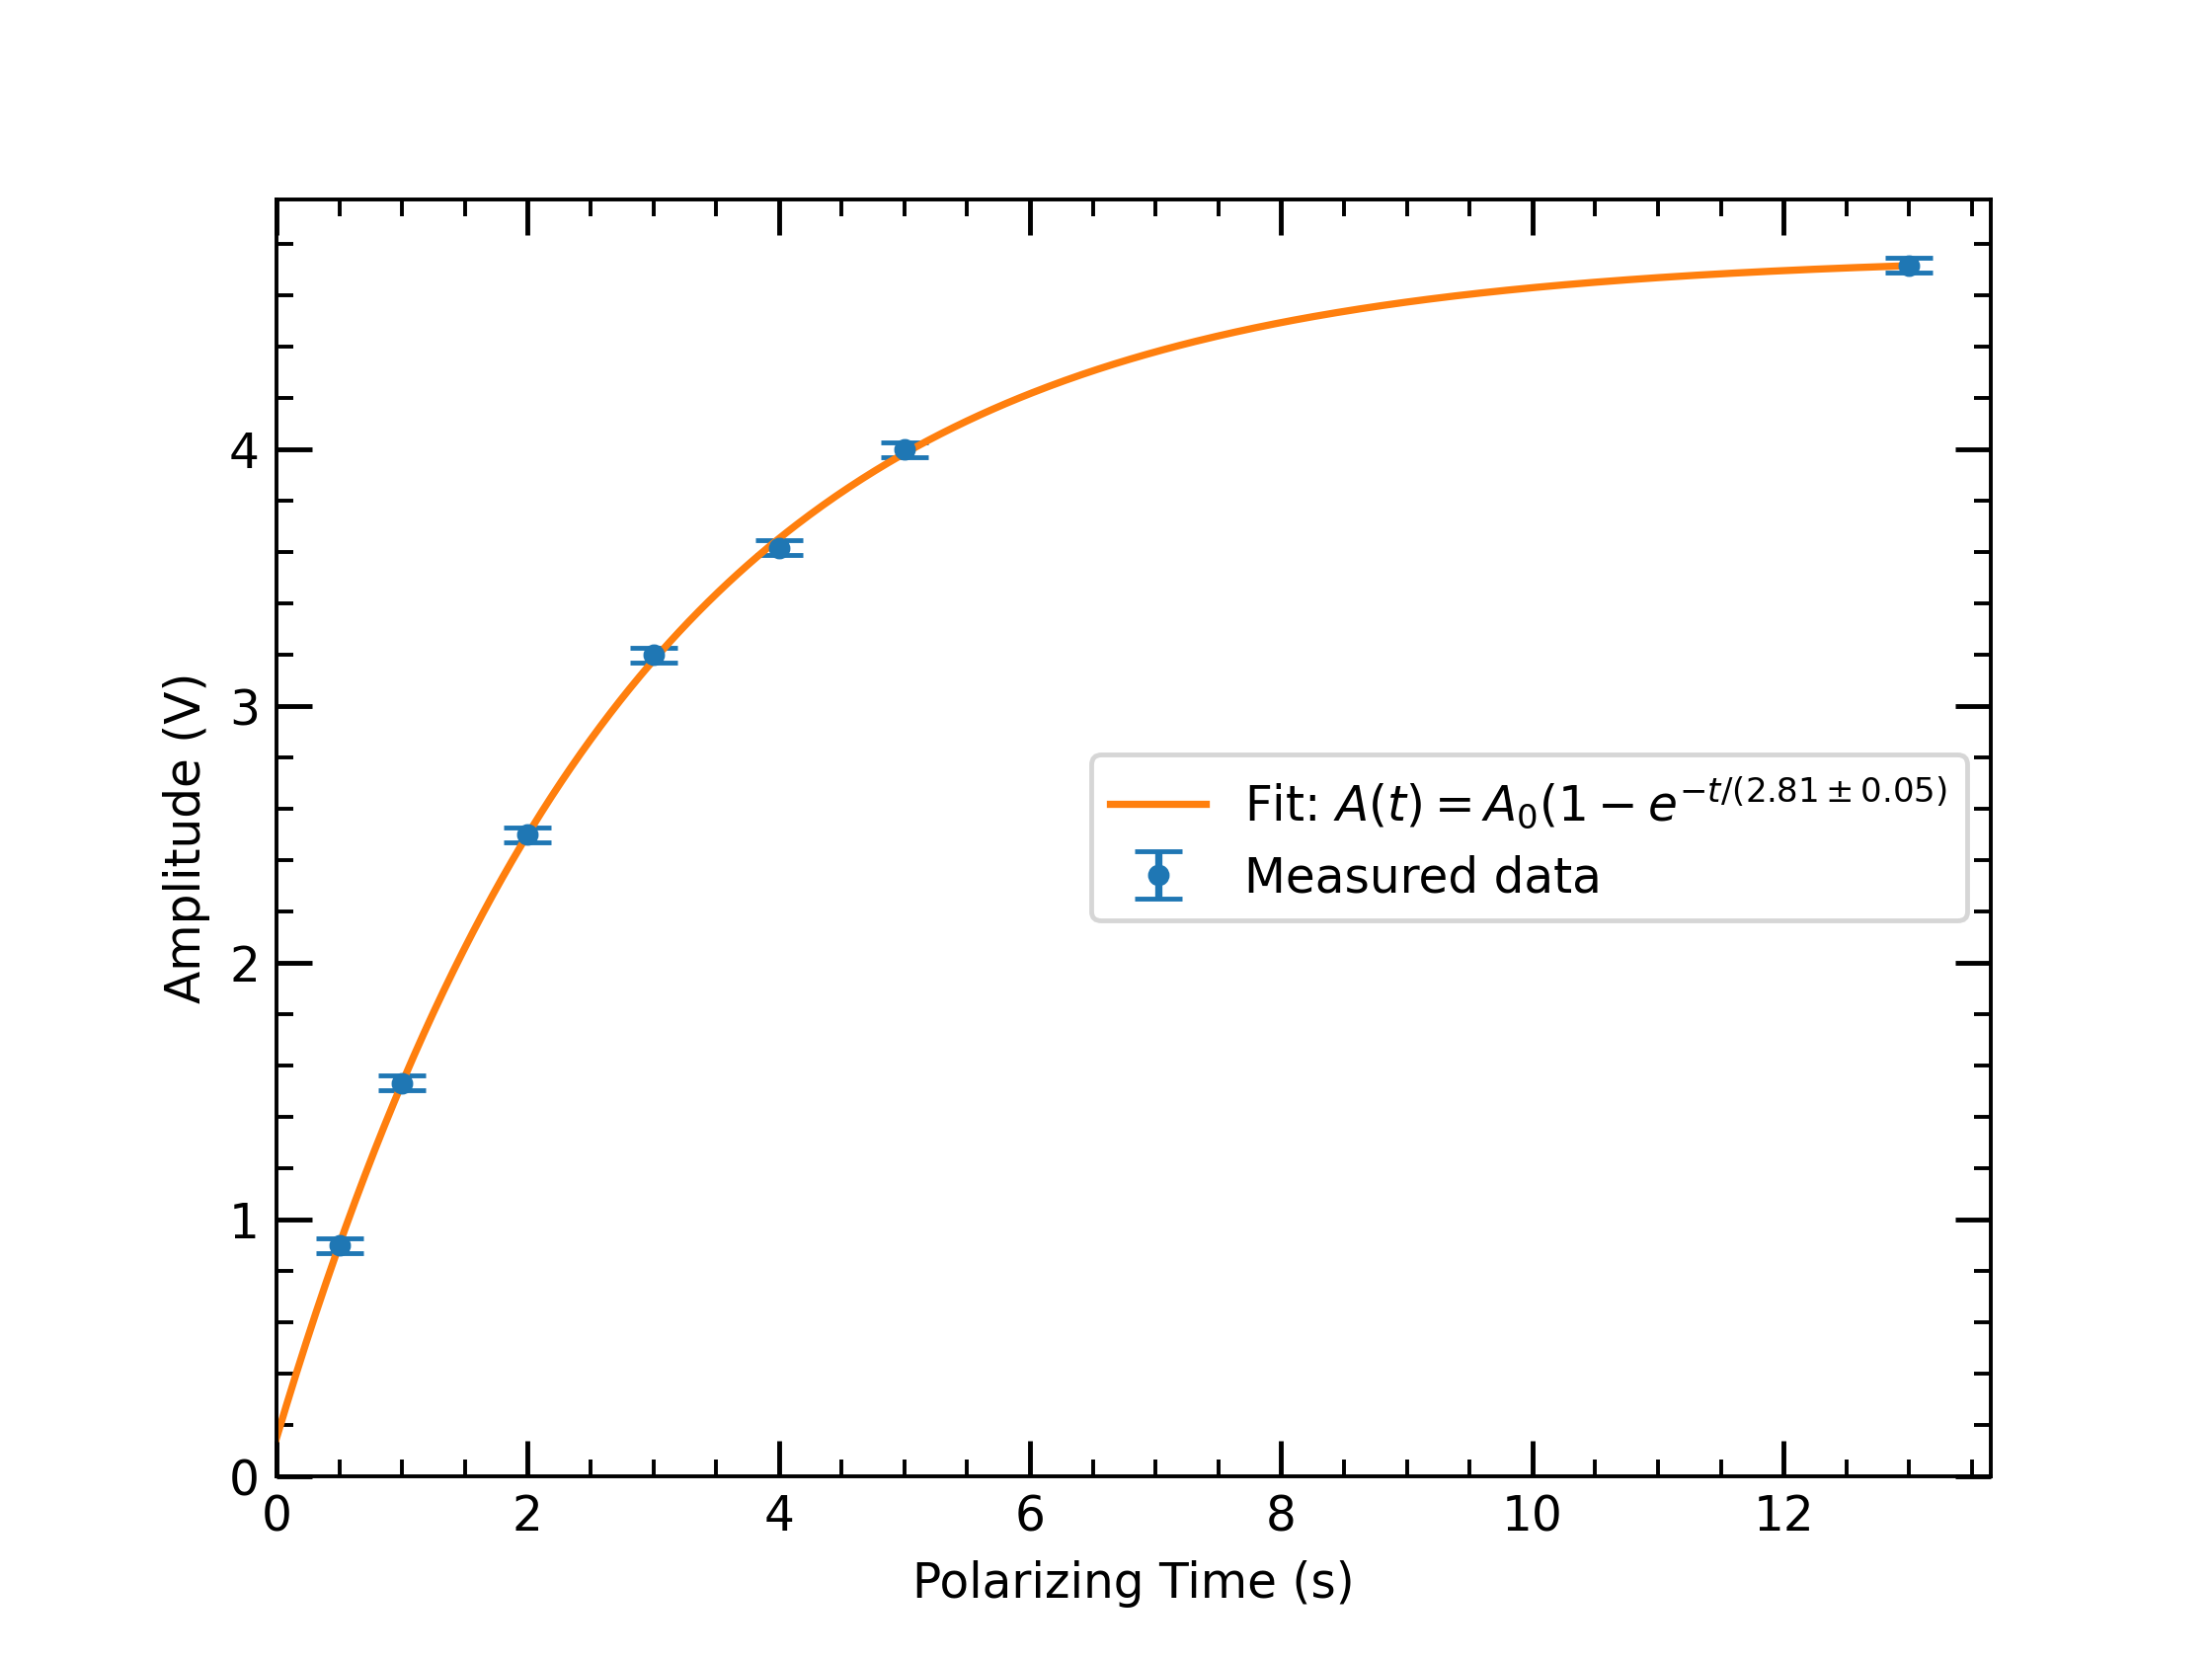 4
3
2
1
0
Amplitude (V)
Fit: A(t) = A₀(1 − e^{−t/(2.81 ± 0.05)}
Measured data
0 2 4 6 8 10 12
Polarizing Time (s)